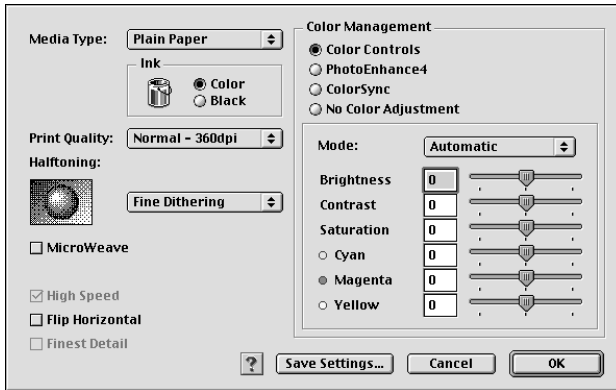 Media Type: Plain Paper
Ink
Color
Black
Print Quality: Normal - 360dpi
Halftoning:
Fine Dithering
MicroWeave
High Speed
Flip Horizontal
Finest Detail
Color Management
Color Controls
PhotoEnhance4
ColorSync
No Color Adjustment
Mode: Automatic
Brightness 0
Contrast 0
Saturation 0
Cyan 0
Magenta 0
Yellow 0
? Save Settings... Cancel OK